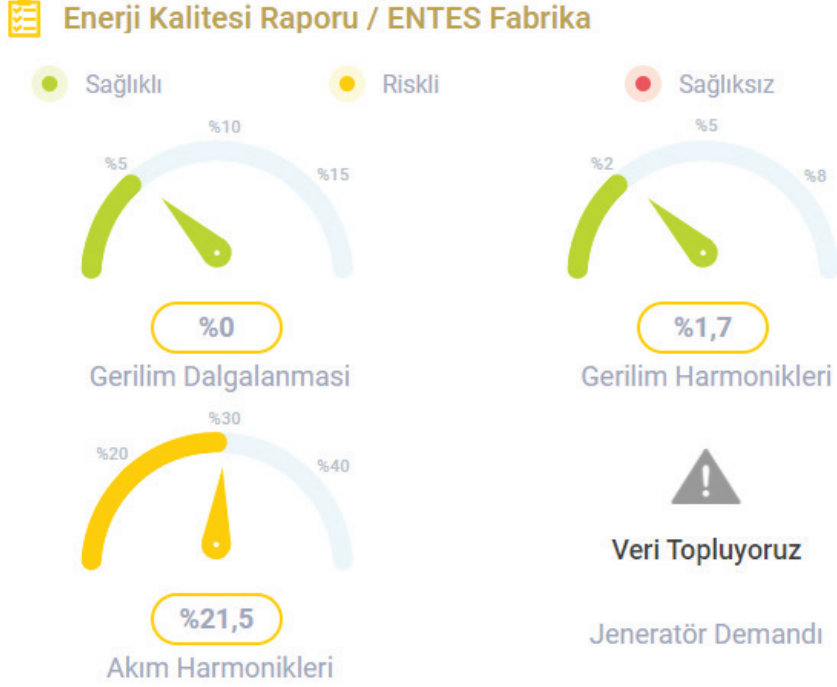 Enerji Kalitesi Raporu / ENTES Fabrika
Sağlıklı
Riskli
Sağlıksız
%5
%10
%15
%0
Gerilim Dalgalanmasi
%2
%5
%8
%1,7
Gerilim Harmonikleri
%20
%30
%40
%21,5
Akım Harmonikleri
Veri Topluyoruz
Jeneratör Demandı